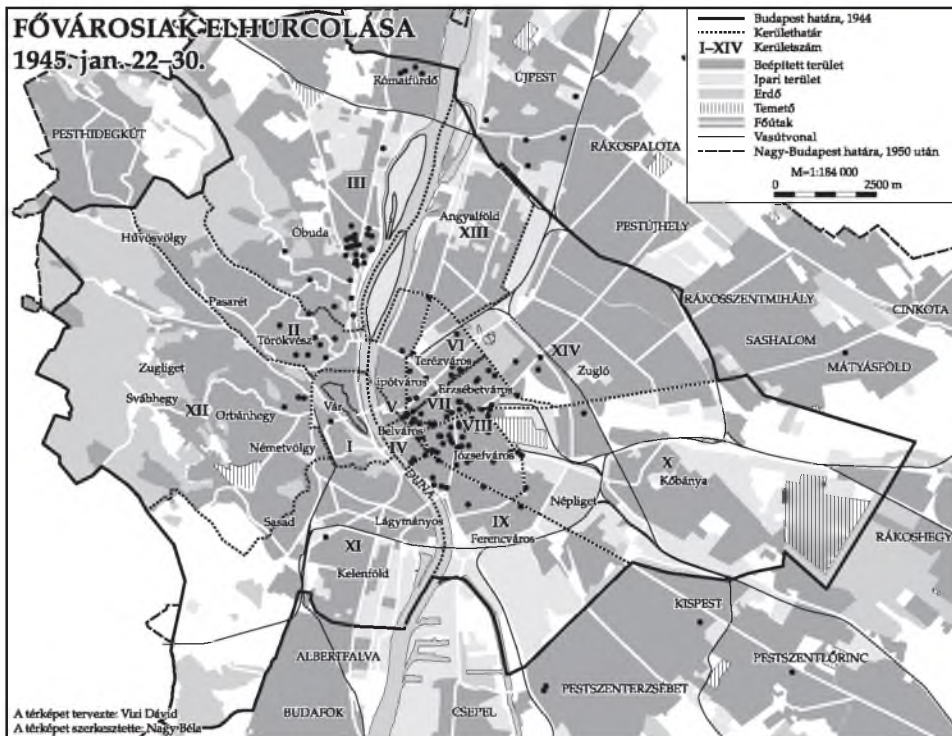 FŐVÁROSIAK ELHURCOLÁSA
1945. jan. 22–30.
Budapest határa, 1944
Kerülethatár
I–XIV Kerületszám
Beépített terület
Ipari terület
Erdő
Temető
Főutak
Vasútvonal
Nagy-Budapest határa, 1950 után
M=1:184 000
0 2500 m
Rómaifürdő
ÚJPEST
PESTHIDEGKÚT
RÁKOSPALOTA
III
Angyalföld
XIII
Óbuda
PESTÚJHELY
Hűvösvölgy
Pasarét
RÁKOSSZENTMIHÁLY
CINKOTA
II
Törökvész
VI
Terézváros
XIV
SASHALOM
MÁTYÁSFÖLD
Zugliget
Lipótváros
Erzsébetváros
Zugló
Svábhegy
XII
Orbánhegy
Vár
V
VII
Belváros
VIII
Németvölgy
I
IV
Józsefváros
X
Kőbánya
DUNA
Népliget
Sasad
Lágymányos
IX
Ferencváros
RÁKOSHEGY
XI
Kelenföld
KISPEST
ALBERTFALVA
PESTSZENTLŐRINC
PESTSZENTERZSÉBET
BUDAFOK
CSEPEL
A térképet tervezte: Vizi Dávid
A térképet szerkesztette: Nagy Béla